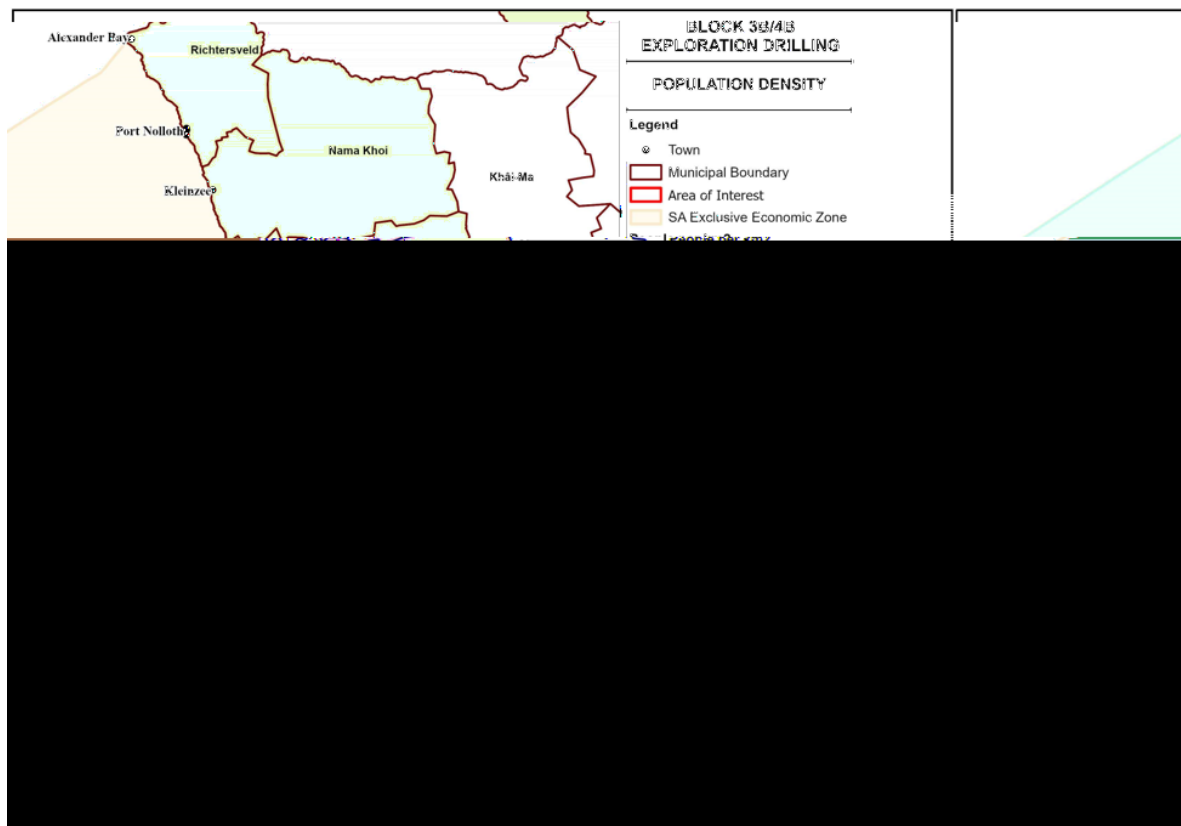 Alexander Bay
Richtersveld
Port Nolloth
Nama Khoi
Khâi-Ma
Kleinzee
BLOCK 3B/4B
EXPLORATION DRILLING
POPULATION DENSITY
Legend
Town
Municipal Boundary
Area of Interest
SA Exclusive Economic Zone